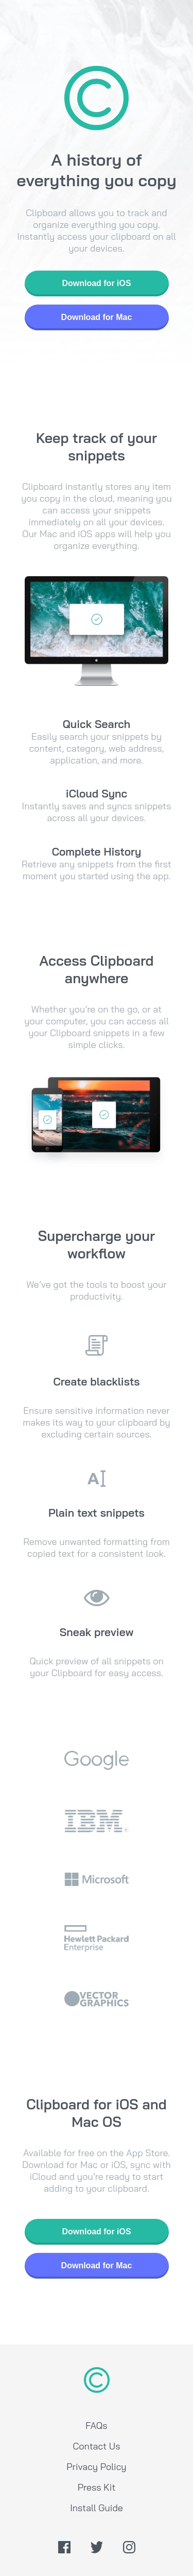 A history of
everything you copy
Clipboard allows you to track and
organize everything you copy.
Instantly access your clipboard on all
your devices.
Download for iOS
Download for Mac
Keep track of your
snippets
Clipboard instantly stores any item
you copy in the cloud, meaning you
can access your snippets
immediately on all your devices.
Our Mac and iOS apps will help you
organize everything.
Quick Search
Easily search your snippets by
content, category, web address,
application, and more.
iCloud Sync
Instantly saves and syncs snippets
across all your devices.
Complete History
Retrieve any snippets from the first
moment you started using the app.
Access Clipboard
anywhere
Whether you're on the go, or at
your computer, you can access all
your Clipboard snippets in a few
simple clicks.
Supercharge your
workflow
We've got the tools to boost your
productivity.
Create blacklists
Ensure sensitive information never
makes its way to your clipboard by
excluding certain sources.
A
Plain text snippets
Remove unwanted formatting from
copied text for a consistent look.
Sneak preview
Quick preview of all snippets on
your Clipboard for easy access.
Google
IBM
Microsoft
Hewlett Packard
Enterprise
VECTOR
GRAPHICS
Clipboard for iOS and
Mac OS
Available for free on the App Store.
Download for Mac or iOS, sync with
iCloud and you're ready to start
adding to your clipboard.
Download for iOS
Download for Mac
FAQs
Contact Us
Privacy Policy
Press Kit
Install Guide